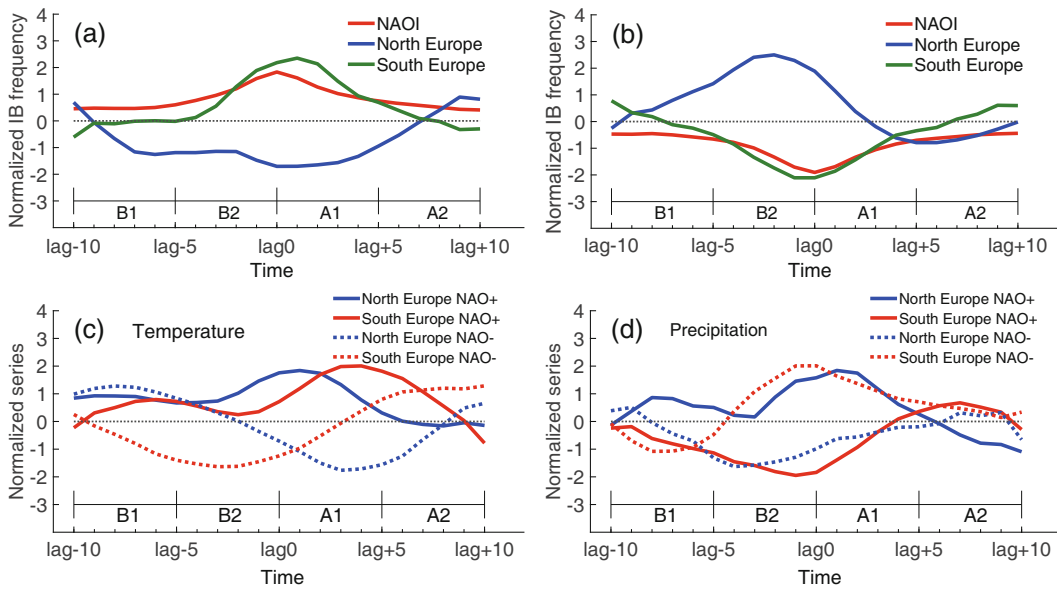 (a)
NAOI
North Europe
South Europe
Normalized IB frequency
4
3
2
1
0
-1
-2
-3
B1 B2 A1 A2
lag-10 lag-5 lag0 lag+5 lag+10
Time
(b)
NAOI
North Europe
South Europe
Normalized IB frequency
4
3
2
1
0
-1
-2
-3
B1 B2 A1 A2
lag-10 lag-5 lag0 lag+5 lag+10
Time
(c) Temperature
North Europe NAO+
South Europe NAO+
North Europe NAO-
South Europe NAO-
Normalized series
4
3
2
1
0
-1
-2
-3
B1 B2 A1 A2
lag-10 lag-5 lag0 lag+5 lag+10
Time
(d) Precipitation
North Europe NAO+
South Europe NAO+
North Europe NAO-
South Europe NAO-
Normalized series
4
3
2
1
0
-1
-2
-3
B1 B2 A1 A2
lag-10 lag-5 lag0 lag+5 lag+10
Time